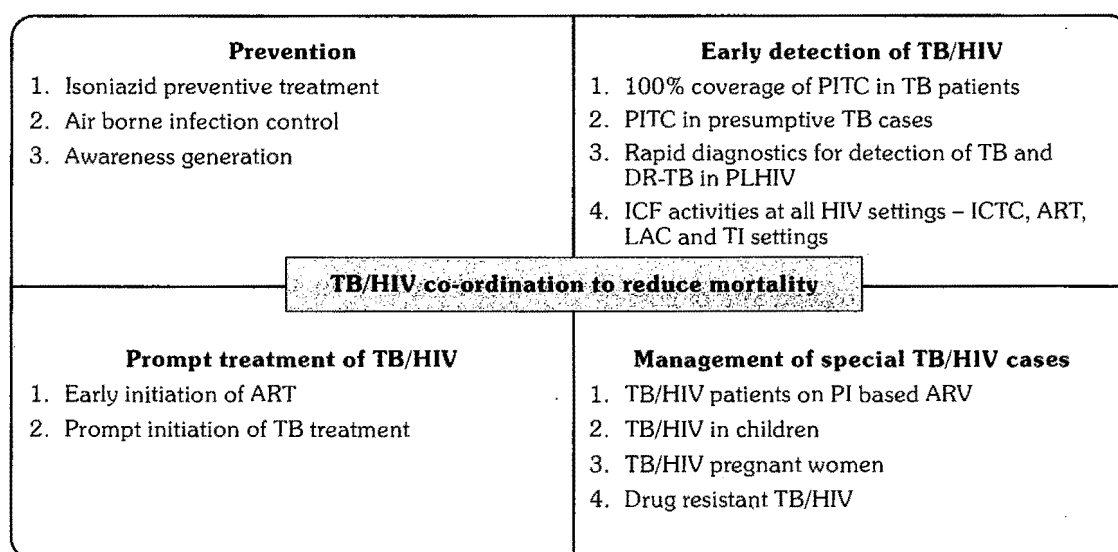 Prevention
1. Isoniazid preventive treatment
2. Air borne infection control
3. Awareness generation
Early detection of TB/HIV
1. 100% coverage of PITC in TB patients
2. PITC in presumptive TB cases
3. Rapid diagnostics for detection of TB and
DR-TB in PLHIV
4. ICF activities at all HIV settings – ICTC, ART,
LAC and TI settings
TB/HIV co-ordination to reduce mortality
Prompt treatment of TB/HIV
1. Early initiation of ART
2. Prompt initiation of TB treatment
Management of special TB/HIV cases
1. TB/HIV patients on PI based ARV
2. TB/HIV in children
3. TB/HIV pregnant women
4. Drug resistant TB/HIV